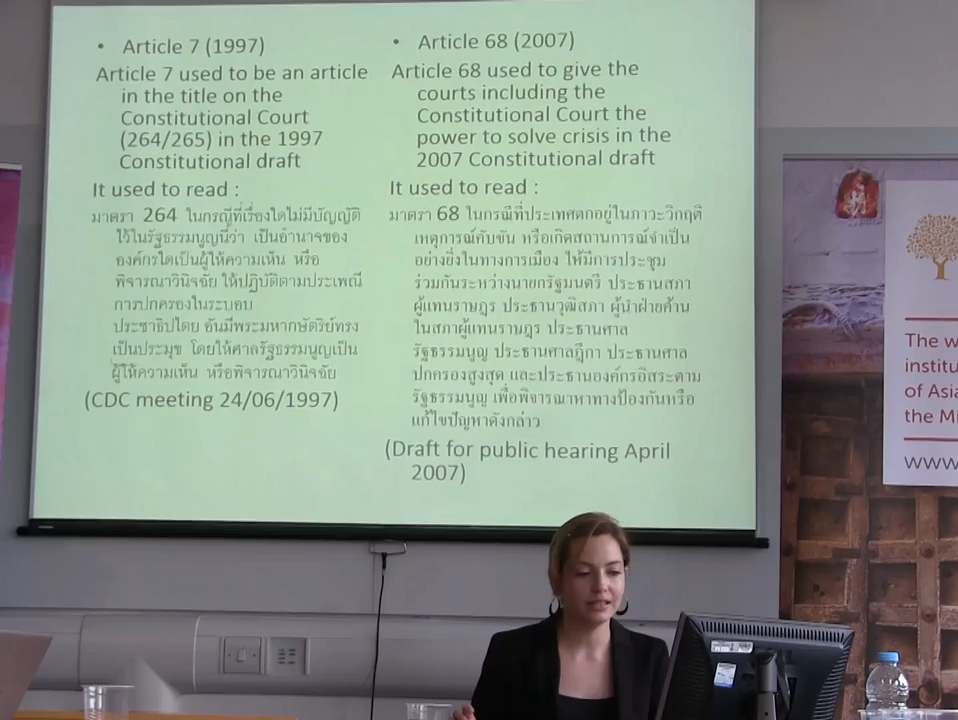 • Article 7 (1997)
Article 7 used to be an article
in the title on the
Constitutional Court
(264/265) in the 1997
Constitutional draft
It used to read :
มาตรา 264 ในกรณีที่เรื่องใดไม่มีบัญญัติ
ไว้ในรัฐธรรมนูญนี้ว่า เป็นอำนาจของ
องค์กรใดเป็นผู้ให้ความเห็น หรือ
พิจารณาวินิจฉัย ให้ปฏิบัติตามประเพณี
การปกครองในระบอบ
ประชาธิปไตย อันมีพระมหากษัตริย์ทรง
เป็นประมุข โดยให้ศาลรัฐธรรมนูญเป็น
ผู้ให้ความเห็น หรือพิจารณาวินิจฉัย
(CDC meeting 24/06/1997)
• Article 68 (2007)
Article 68 used to give the
courts including the
Constitutional Court the
power to solve crisis in the
2007 Constitutional draft
It used to read :
มาตรา 68 ในกรณีที่ประเทศตกอยู่ในภาวะวิกฤติ
เหตุการณ์คับขัน หรือเกิดสถานการณ์จำเป็น
อย่างยิ่งในทางการเมือง ให้มีการประชุม
ร่วมกันระหว่างนายกรัฐมนตรี ประธานสภา
ผู้แทนราษฎร ประธานวุฒิสภา ผู้นำฝ่ายค้าน
ในสภาผู้แทนราษฎร ประธานศาล
รัฐธรรมนูญ ประธานศาลฎีกา ประธานศาล
ปกครองสูงสุด และประธานองค์กรอิสระตาม
รัฐธรรมนูญ เพื่อพิจารณาหาทางป้องกันหรือ
แก้ไขปัญหาดังกล่าว
(Draft for public hearing April
2007)
The w
institu
of Asia
the Mi
www